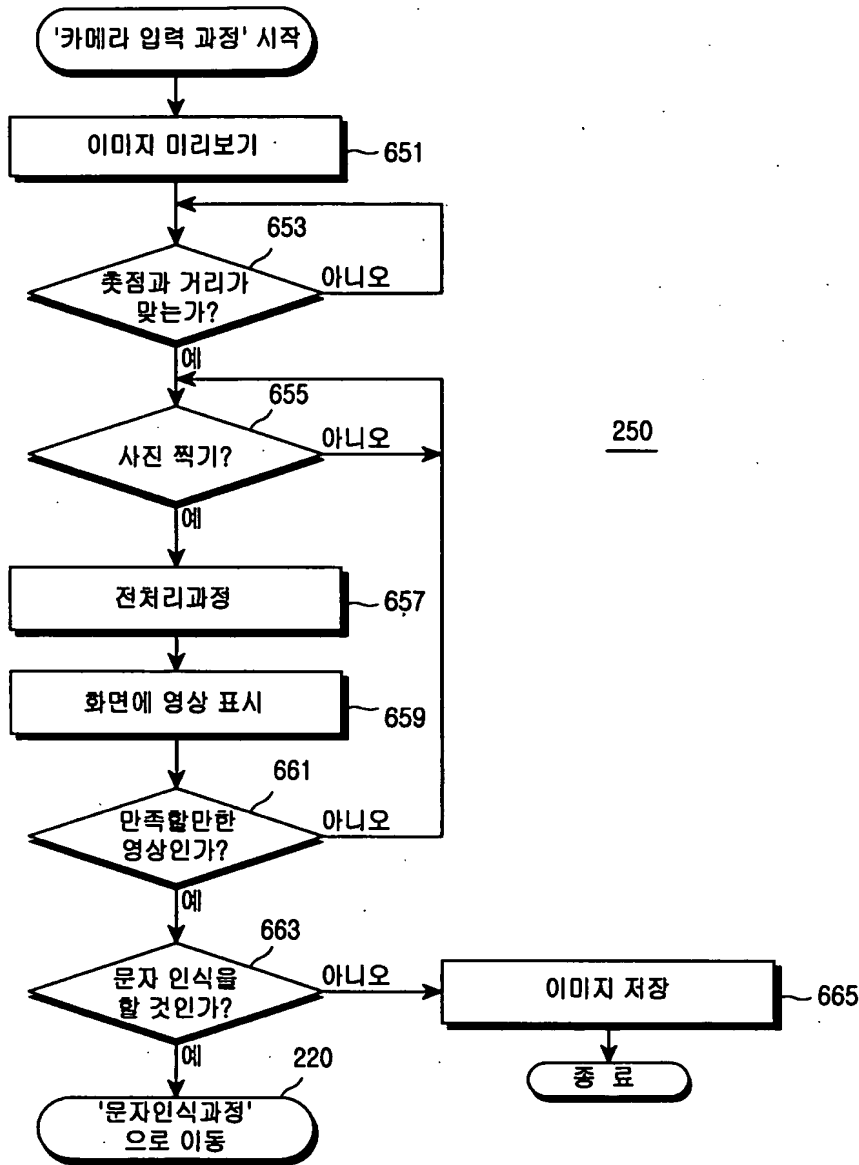 '카메라 입력 과정' 시작
이미지 미리보기
651
653
촛점과 거리가
맞는가?
아니오
예
655
사진 찍기?
아니오
예
250
전처리과정
657
화면에 영상 표시
659
661
만족할만한
영상인가?
아니오
예
663
문자 인식을
할 것인가?
아니오
예
이미지 저장
665
종 료
220
'문자인식과정'
으로 이동